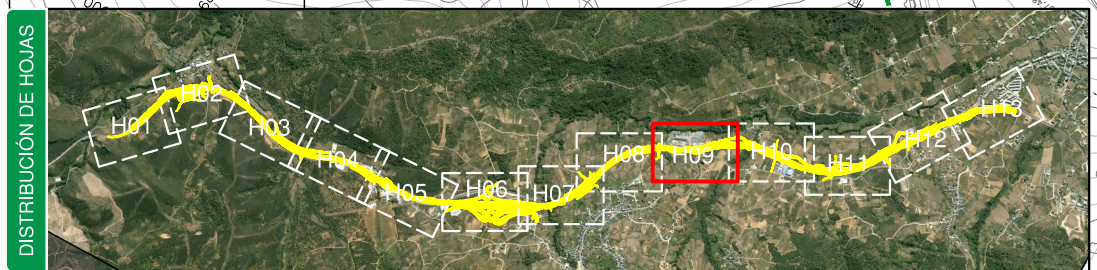 DISTRIBUCIÓN DE HOJAS
H01
H02
H03
H04
H05
H06
H07
H08
H09
H10
H11
H12
H13